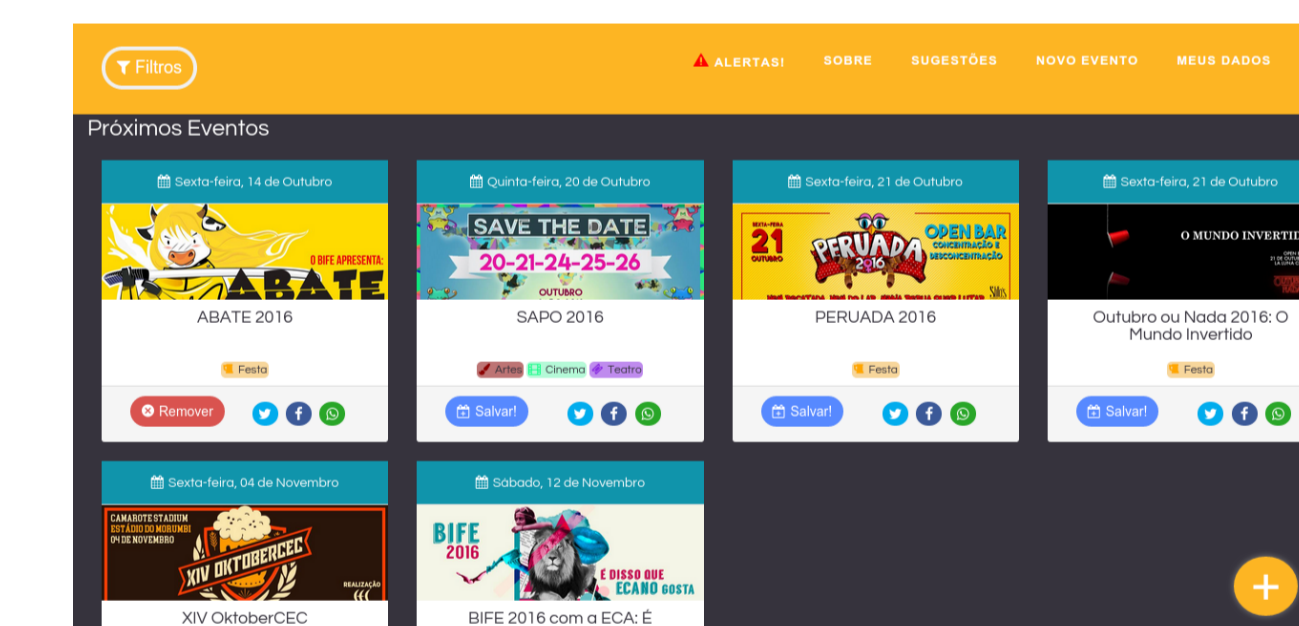 Filtros
ALERTAS!
SOBRE
SUGESTÕES
NOVO EVENTO
MEUS DADOS
Próximos Eventos
Sexta-feira, 14 de Outubro
O BIFE APRESENTA:
ABATE
ABATE 2016
Festa
Remover
Quinta-feira, 20 de Outubro
SAVE THE DATE
20-21-24-25-26
OUTUBRO
SAPO 2016
Artes Cinema Teatro
Salvar!
Sexta-feira, 21 de Outubro
SEXTA-FEIRA
21
OUTUBRO
PERUADA
2016
OPEN BAR
CONCENTRAÇÃO E
DESCONCENTRAÇÃO
PERUADA 2016
Festa
Salvar!
Sexta-feira, 21 de Outubro
O MUNDO INVERTID
Outubro ou Nada 2016: O
Mundo Invertido
Festa
Salvar!
Sexta-feira, 04 de Novembro
CAMAROTE STADIUM
ESTÁDIO DO MORUMBI
04 DE NOVEMBRO
XIV OKTOBERCEC
REALIZAÇÃO
XIV OktoberCEC
Sábado, 12 de Novembro
BIFE
2016
É DISSO QUE
ECANO GOSTA
BIFE 2016 com a ECA: É